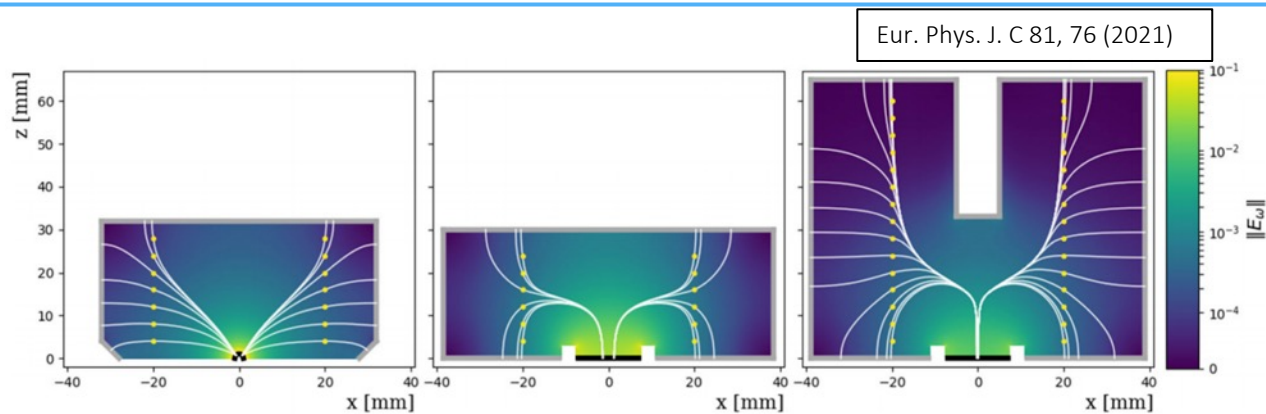 Eur. Phys. J. C 81, 76 (2021)
z [mm]
60
50
40
30
20
10
0
−40 −20 0 20 40
x [mm]
−40 −20 0 20 40
x [mm]
−40 −20 0 20 40
x [mm]
10⁻¹
10⁻²
10⁻³
10⁻⁴
0
‖E_ω‖